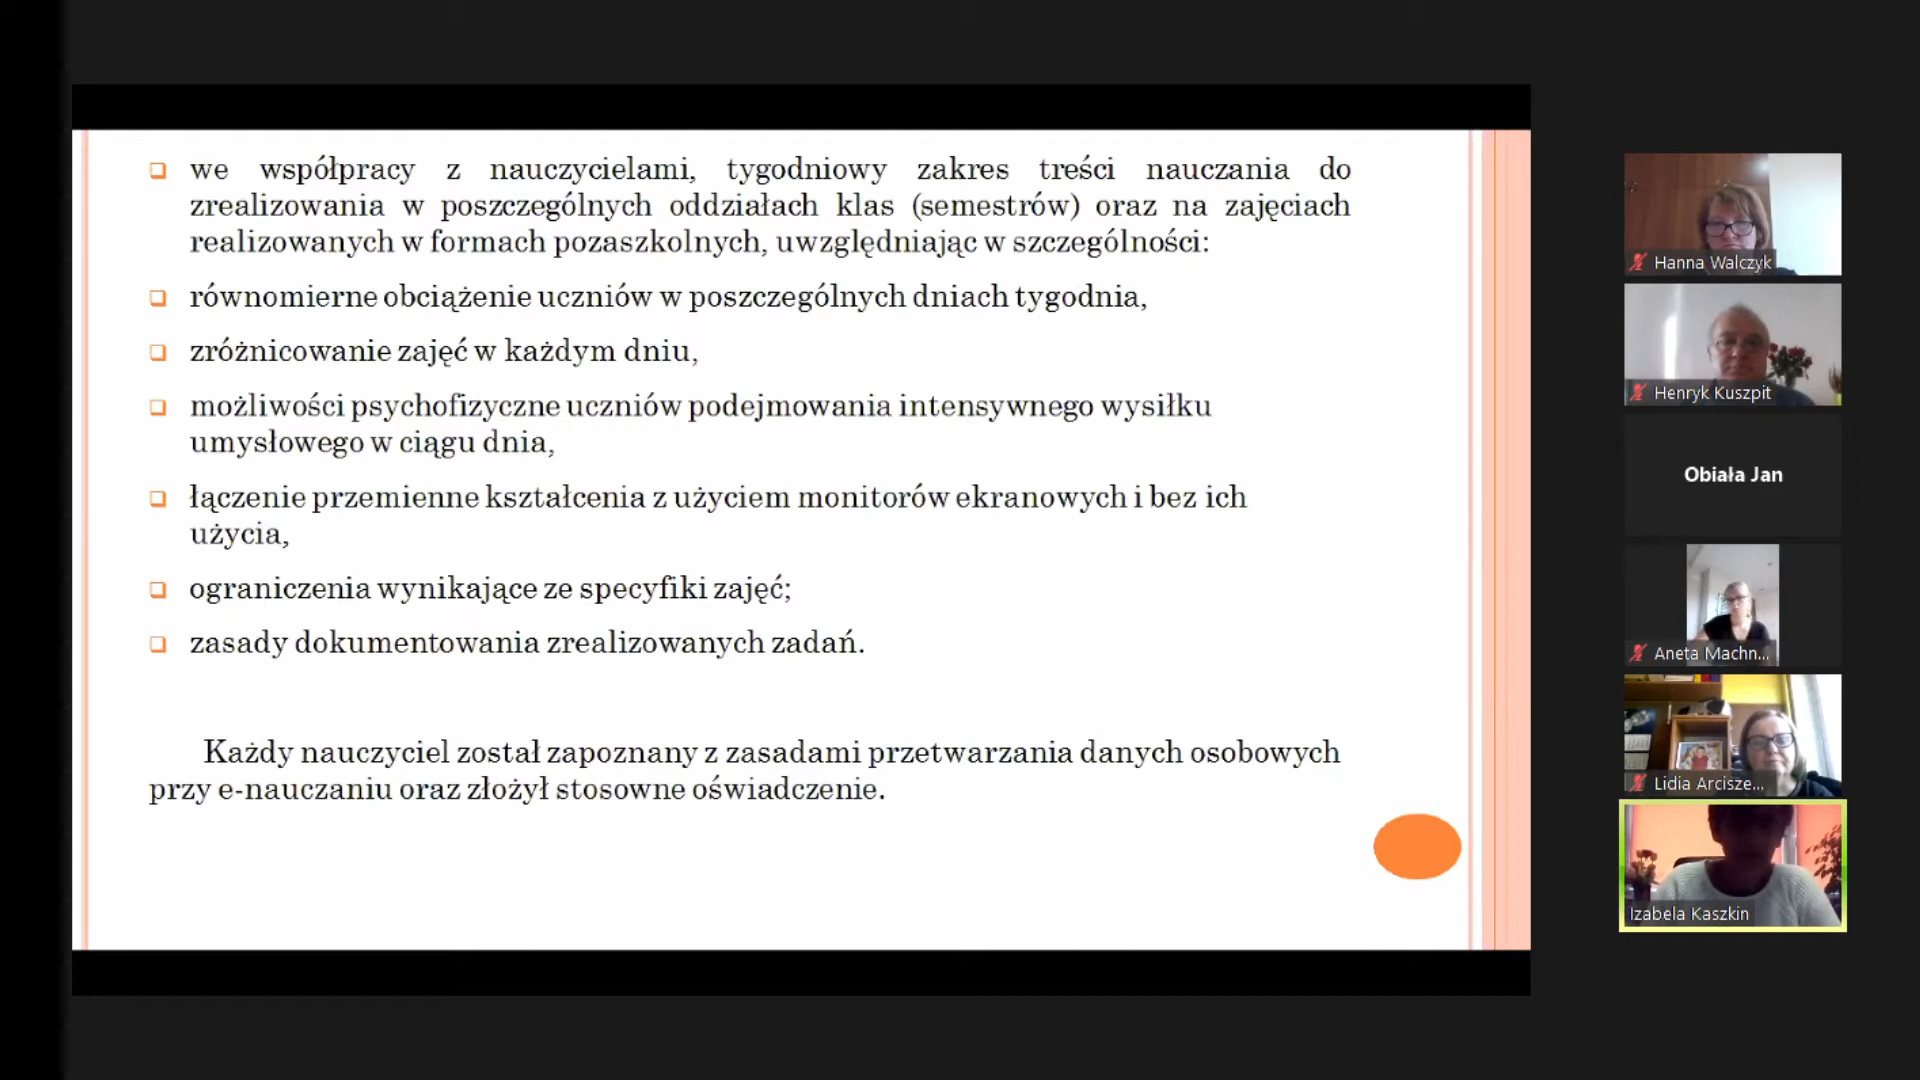 we współpracy z nauczycielami, tygodniowy zakres treści nauczania do
zrealizowania w poszczególnych oddziałach klas (semestrów) oraz na zajęciach
realizowanych w formach pozaszkolnych, uwzględniając w szczególności:
równomierne obciążenie uczniów w poszczególnych dniach tygodnia,
zróżnicowanie zajęć w każdym dniu,
możliwości psychofizyczne uczniów podejmowania intensywnego wysiłku
umysłowego w ciągu dnia,
łączenie przemienne kształcenia z użyciem monitorów ekranowych i bez ich
użycia,
ograniczenia wynikające ze specyfiki zajęć;
zasady dokumentowania zrealizowanych zadań.
Każdy nauczyciel został zapoznany z zasadami przetwarzania danych osobowych
przy e-nauczaniu oraz złożył stosowne oświadczenie.
Hanna Walczyk
Henryk Kuszpit
Obiała Jan
Aneta Machn...
Lidia Arcisze...
Izabela Kaszkin